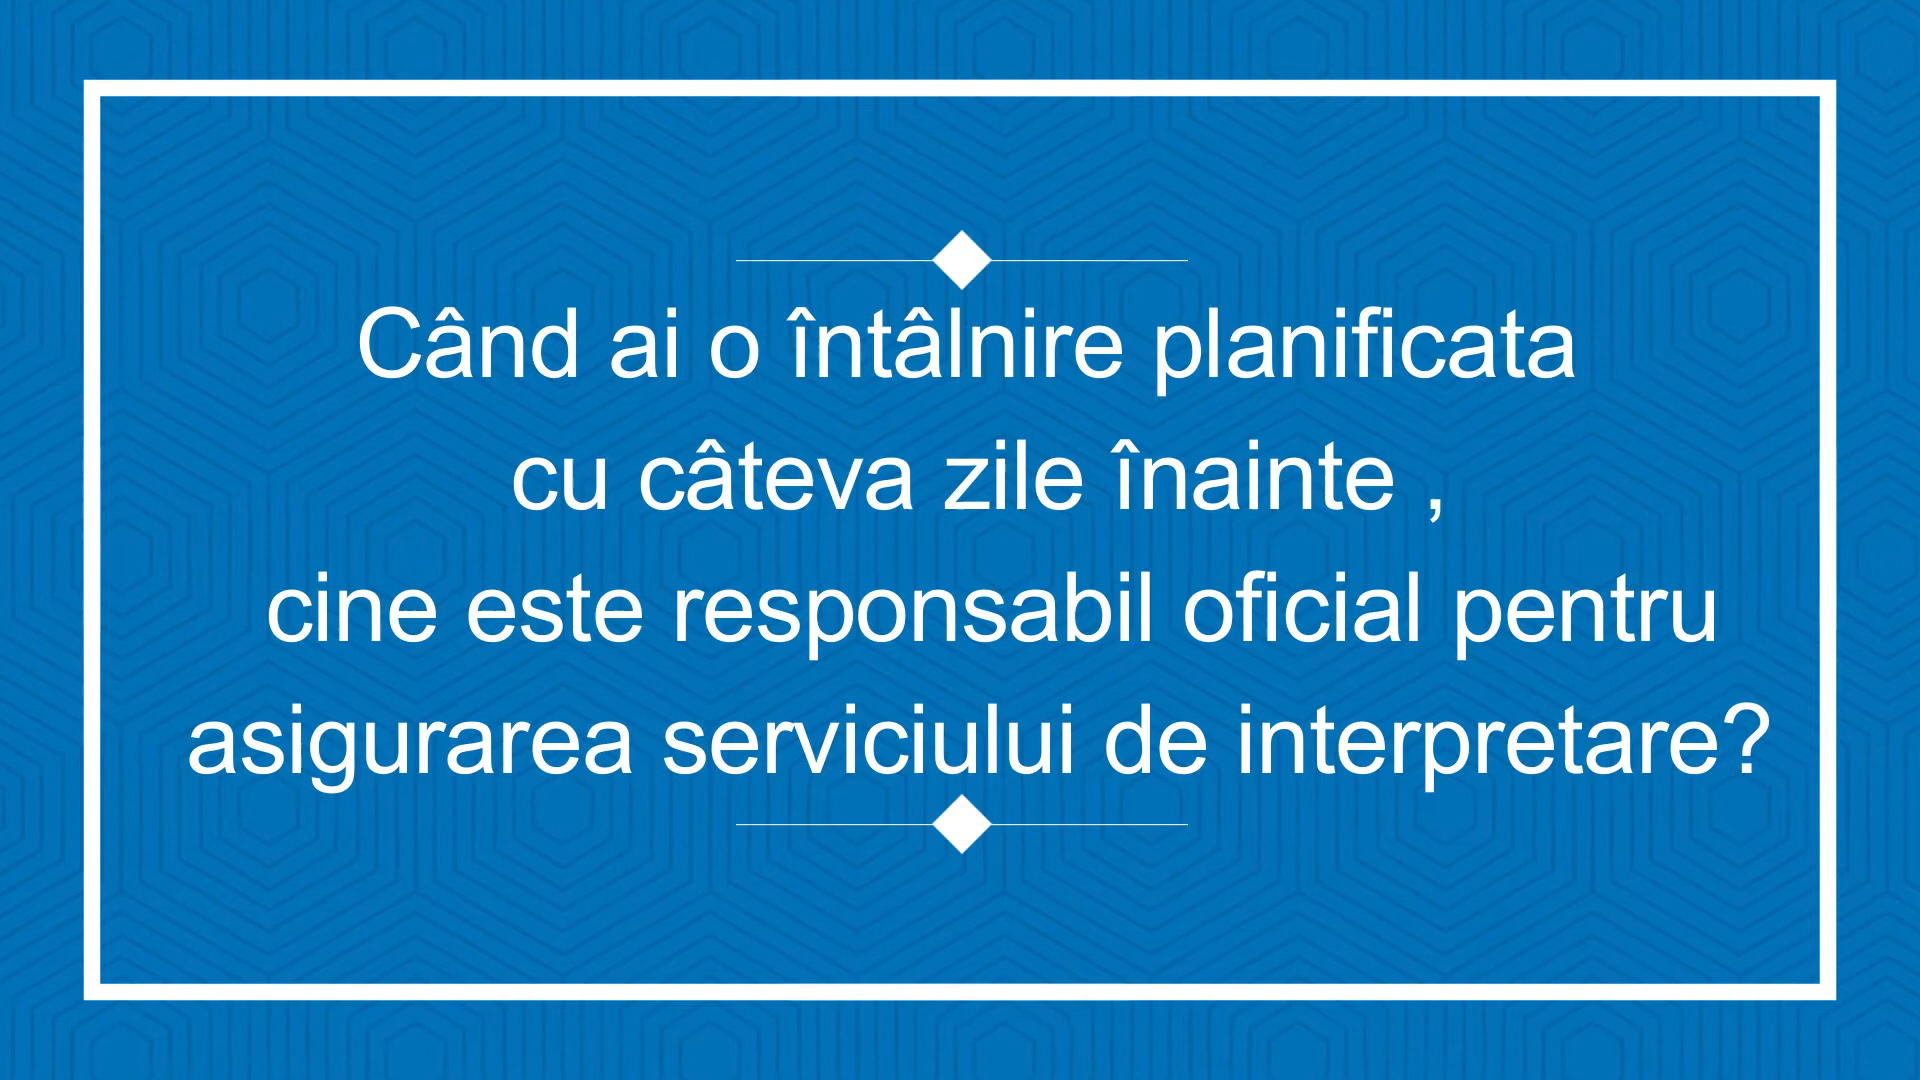 Când ai o întâlnire planificata
cu câteva zile înainte ,
cine este responsabil oficial pentru
asigurarea serviciului de interpretare?